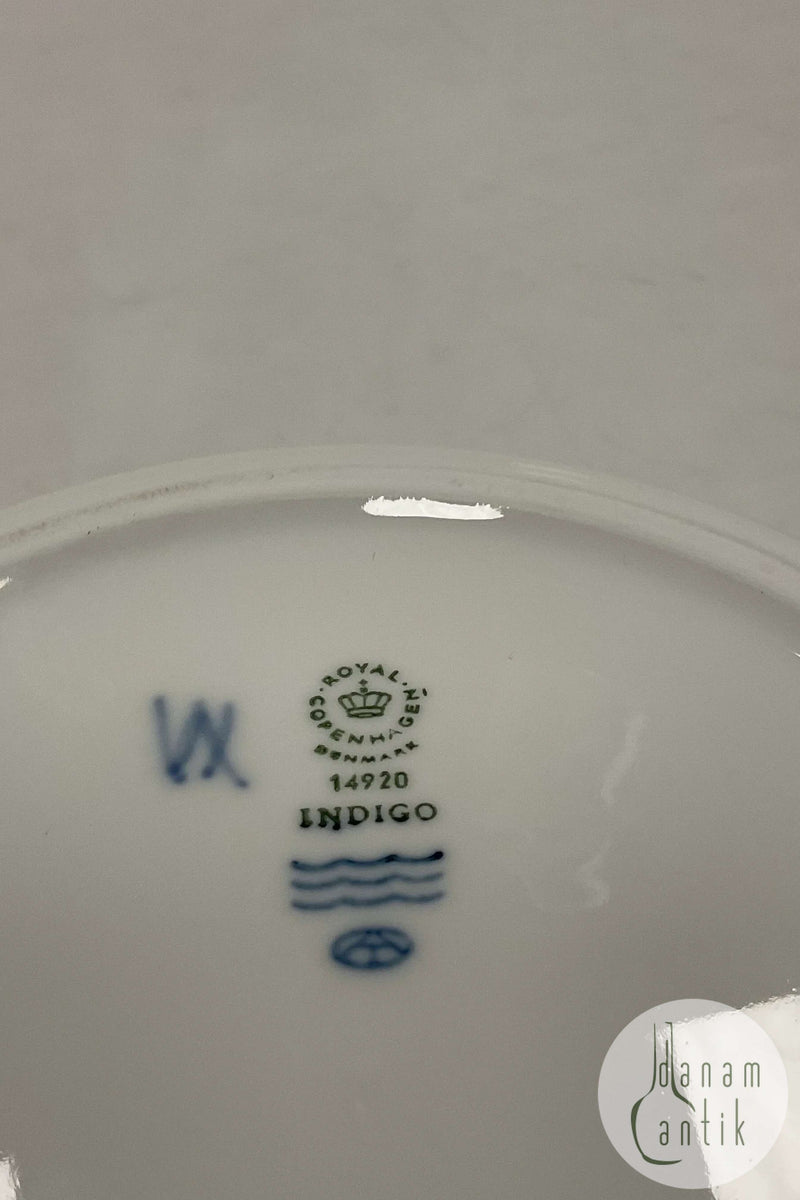 ROYAL
COPENHAGEN
DENMARK
14920
INDIGO
danam
antik